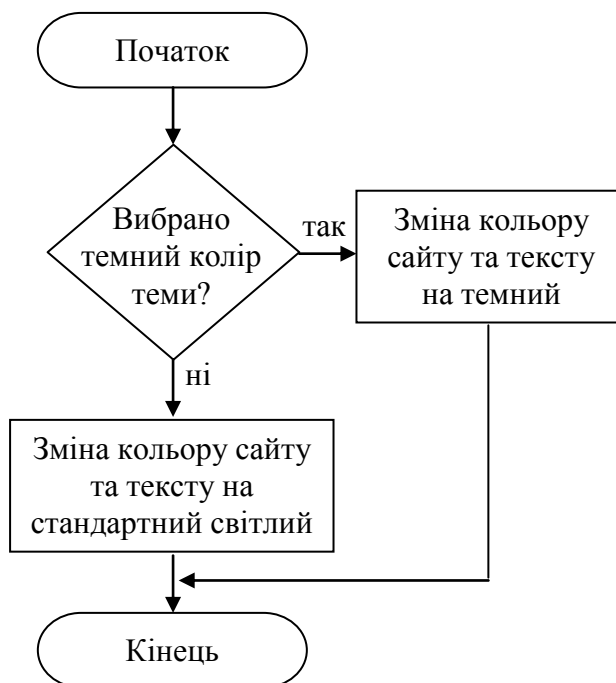 Початок
Вибрано
темний колір
теми?
так
Зміна кольору
сайту та тексту
на темний
ні
Зміна кольору сайту
та тексту на
стандартний світлий
Кінець